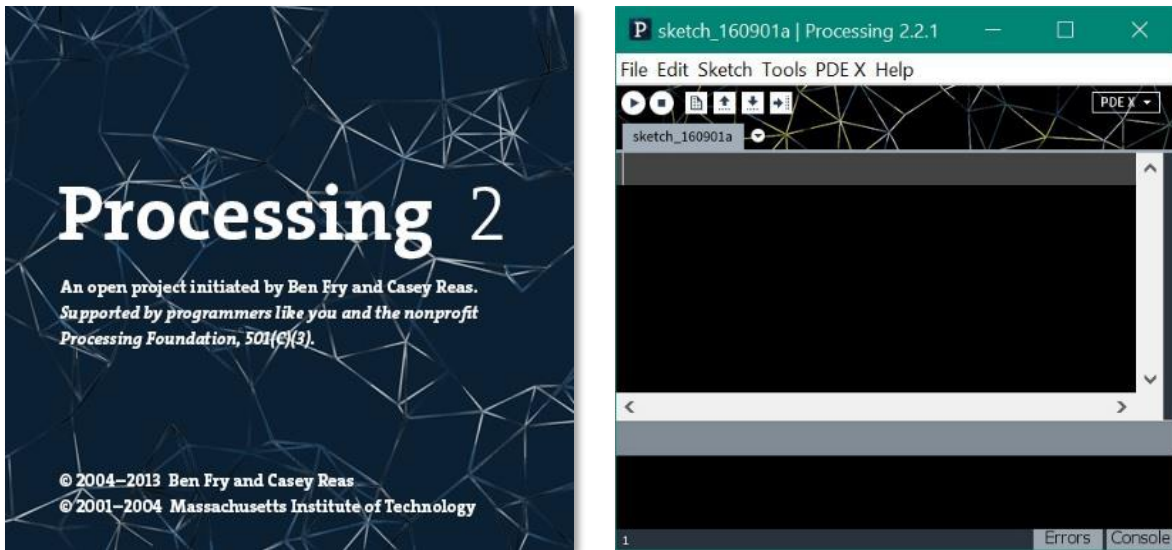 Processing 2
An open project initiated by Ben Fry and Casey Reas.
Supported by programmers like you and the nonprofit
Processing Foundation, 501(C)(3).
© 2004–2013 Ben Fry and Casey Reas
© 2001–2004 Massachusetts Institute of Technology
P sketch_160901a | Processing 2.2.1
File Edit Sketch Tools PDE X Help
PDE X
sketch_160901a
1
Errors Console